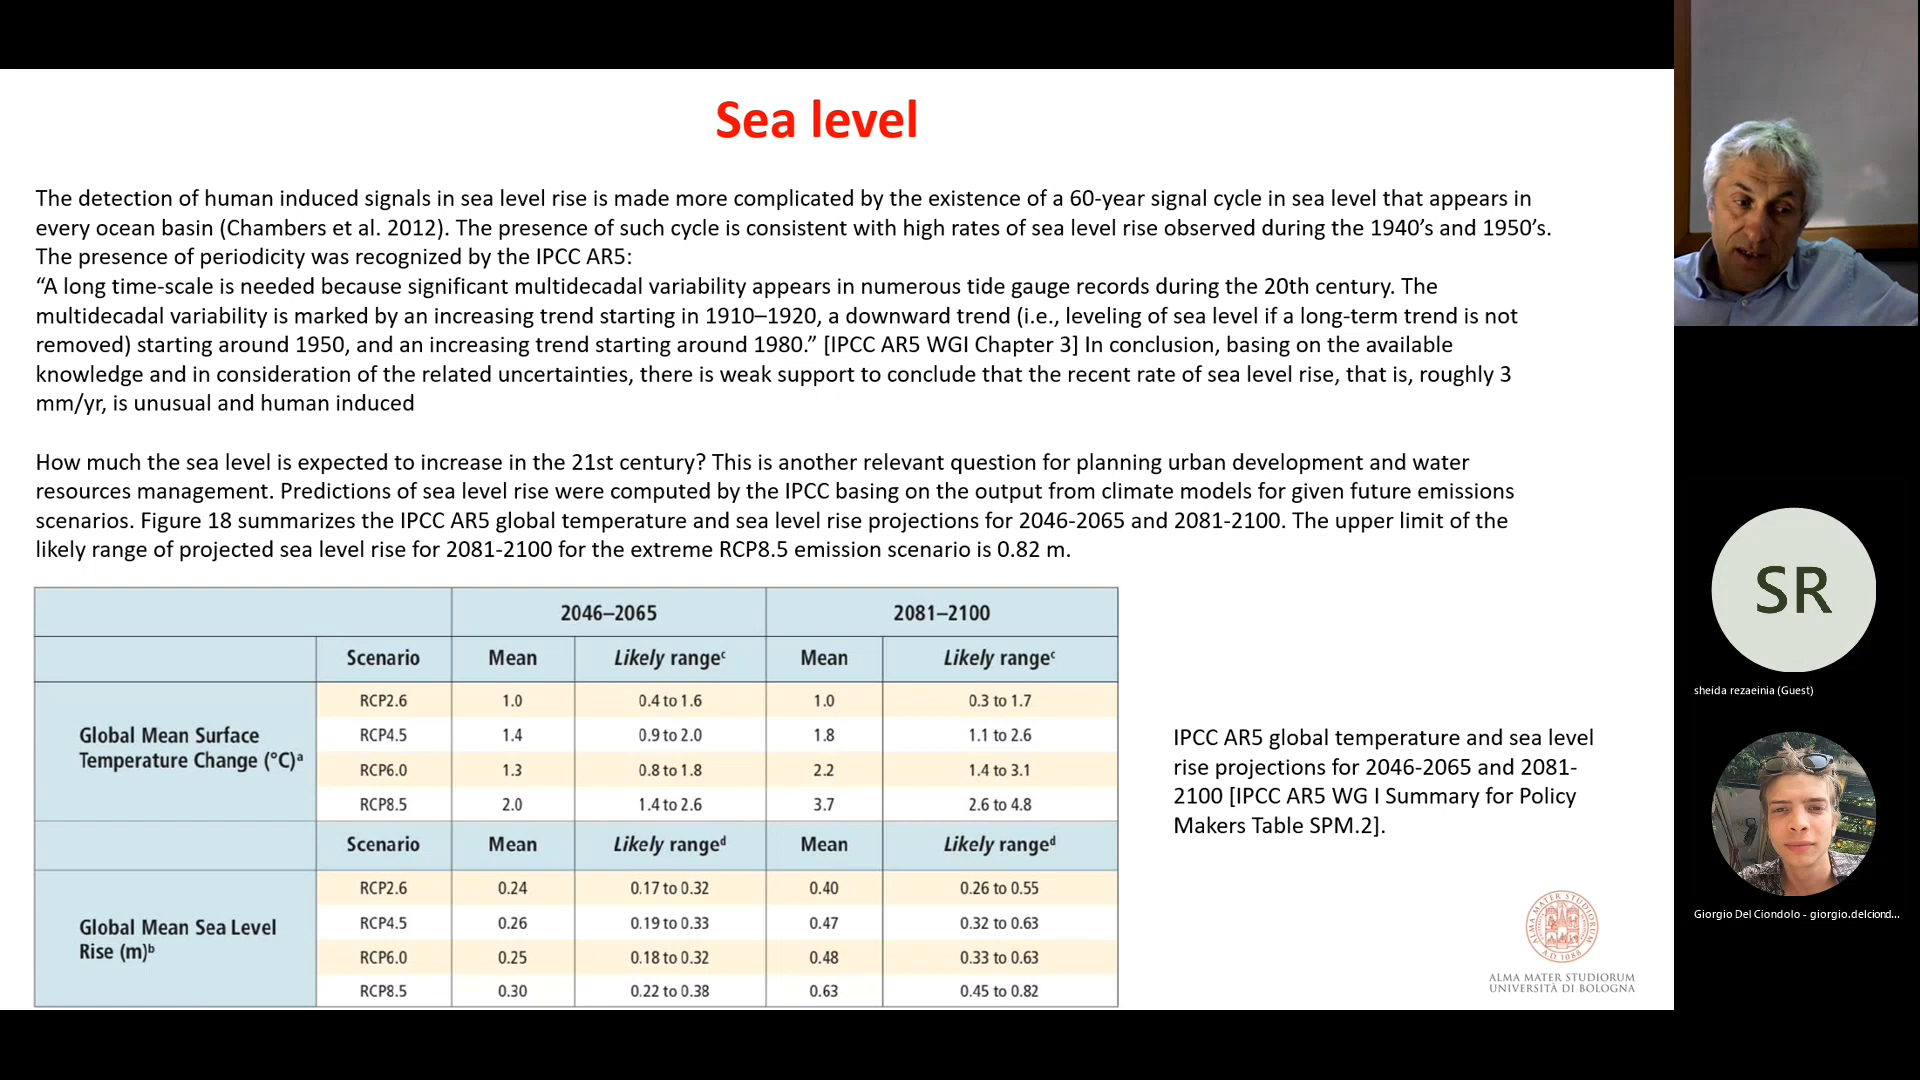 Sea level
The detection of human induced signals in sea level rise is made more complicated by the existence of a 60-year signal cycle in sea level that appears in
every ocean basin (Chambers et al. 2012). The presence of such cycle is consistent with high rates of sea level rise observed during the 1940’s and 1950’s.
The presence of periodicity was recognized by the IPCC AR5:
“A long time-scale is needed because significant multidecadal variability appears in numerous tide gauge records during the 20th century. The
multidecadal variability is marked by an increasing trend starting in 1910–1920, a downward trend (i.e., leveling of sea level if a long-term trend is not
removed) starting around 1950, and an increasing trend starting around 1980.” [IPCC AR5 WGI Chapter 3] In conclusion, basing on the available
knowledge and in consideration of the related uncertainties, there is weak support to conclude that the recent rate of sea level rise, that is, roughly 3
mm/yr, is unusual and human induced
How much the sea level is expected to increase in the 21st century? This is another relevant question for planning urban development and water
resources management. Predictions of sea level rise were computed by the IPCC basing on the output from climate models for given future emissions
scenarios. Figure 18 summarizes the IPCC AR5 global temperature and sea level rise projections for 2046-2065 and 2081-2100. The upper limit of the
likely range of projected sea level rise for 2081-2100 for the extreme RCP8.5 emission scenario is 0.82 m.
2046–2065 2081–2100
Scenario Mean Likely rangeᶜ Mean Likely rangeᶜ
Global Mean Surface
Temperature Change (°C)ᵃ
RCP2.6 1.0 0.4 to 1.6 1.0 0.3 to 1.7
RCP4.5 1.4 0.9 to 2.0 1.8 1.1 to 2.6
RCP6.0 1.3 0.8 to 1.8 2.2 1.4 to 3.1
RCP8.5 2.0 1.4 to 2.6 3.7 2.6 to 4.8
Scenario Mean Likely rangeᵈ Mean Likely rangeᵈ
Global Mean Sea Level
Rise (m)ᵇ
RCP2.6 0.24 0.17 to 0.32 0.40 0.26 to 0.55
RCP4.5 0.26 0.19 to 0.33 0.47 0.32 to 0.63
RCP6.0 0.25 0.18 to 0.32 0.48 0.33 to 0.63
RCP8.5 0.30 0.22 to 0.38 0.63 0.45 to 0.82
IPCC AR5 global temperature and sea level
rise projections for 2046-2065 and 2081-
2100 [IPCC AR5 WG I Summary for Policy
Makers Table SPM.2].
ALMA MATER STUDIORUM
A.D. 1088
ALMA MATER STUDIORUM
UNIVERSITÀ DI BOLOGNA
SR
sheida rezaeinia (Guest)
Giorgio Del Ciondolo - giorgio.delciond...